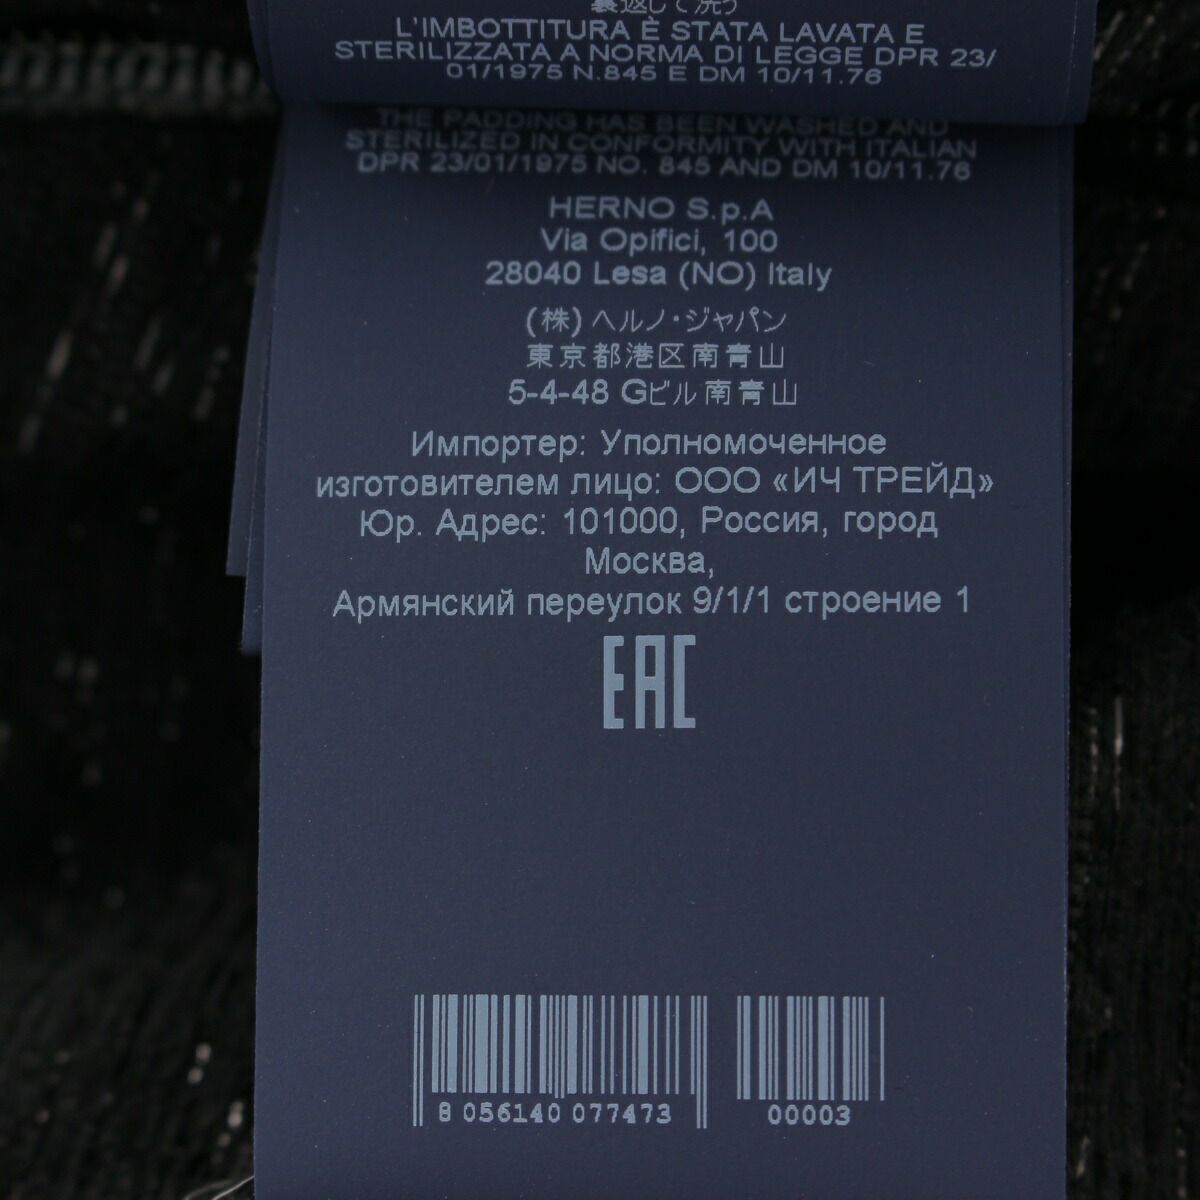 裏返して洗う
L'IMBOTTITURA È STATA LAVATA E
STERILIZZATA A NORMA DI LEGGE DPR 23/
01/1975 N.845 E DM 10/11.76
THE PADDING HAS BEEN WASHED AND
STERILIZED IN CONFORMITY WITH ITALIAN
DPR 23/01/1975 NO. 845 AND DM 10/11.76
HERNO S.p.A
Via Opifici, 100
28040 Lesa (NO) Italy
(株)ヘルノ・ジャパン
東京都港区南青山
5-4-48 Gビル南青山
Импортер: Уполномоченное
изготовителем лицо: ООО «ИЧ ТРЕЙД»
Юр. Адрес: 101000, Россия, город
Москва,
Армянский переулок 9/1/1 строение 1
EAC
8 056140 077473
00003